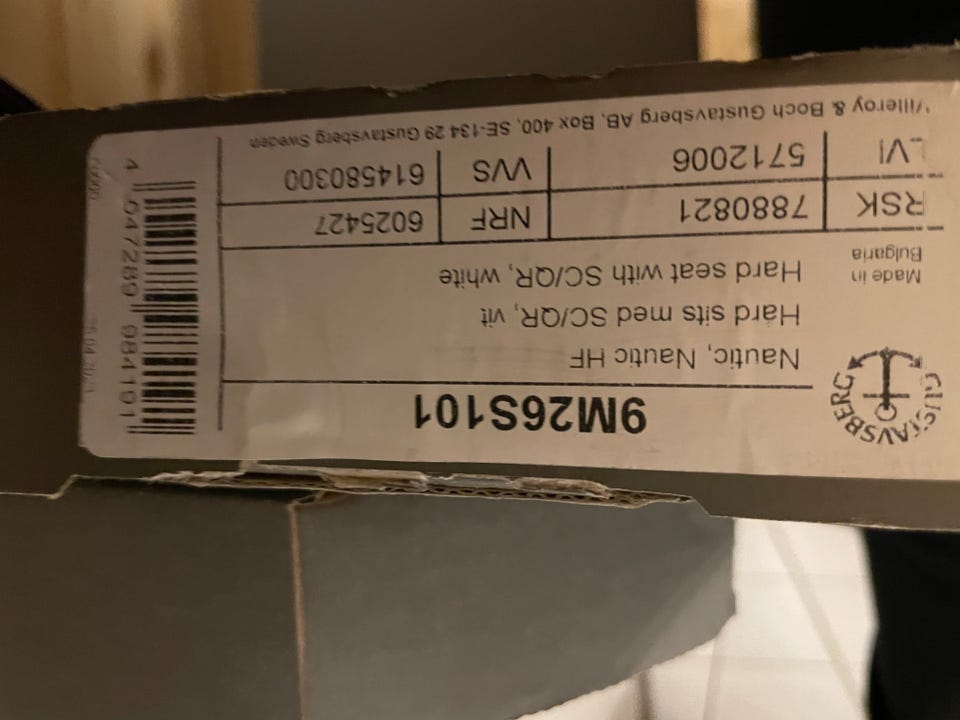 GUSTAVSBERG
9M26S101
Nautic, Nautic HF
Hard sits med SC/QR, vit
Hard seat with SC/QR, white
Made in
Bulgaria
RSK 7880821 NRF 6025427
LVI 5712006 VVS 614580300
Villeroy & Boch Gustavsberg AB, Box 400, SE-134 29 Gustavsberg Sweden
4 047289 984191